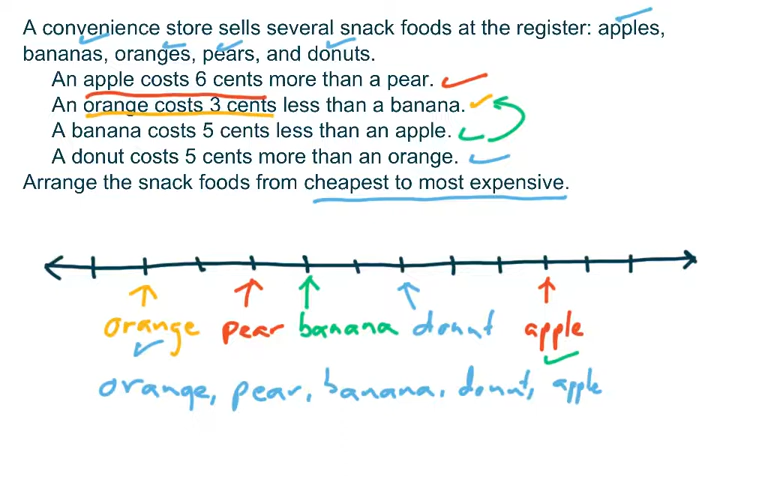 A convenience store sells several snack foods at the register: apples,
bananas, oranges, pears, and donuts.
An apple costs 6 cents more than a pear.
An orange costs 3 cents less than a banana.
A banana costs 5 cents less than an apple.
A donut costs 5 cents more than an orange.
Arrange the snack foods from cheapest to most expensive.
orange pear banana donut apple
orange, pear, banana, donut, apple